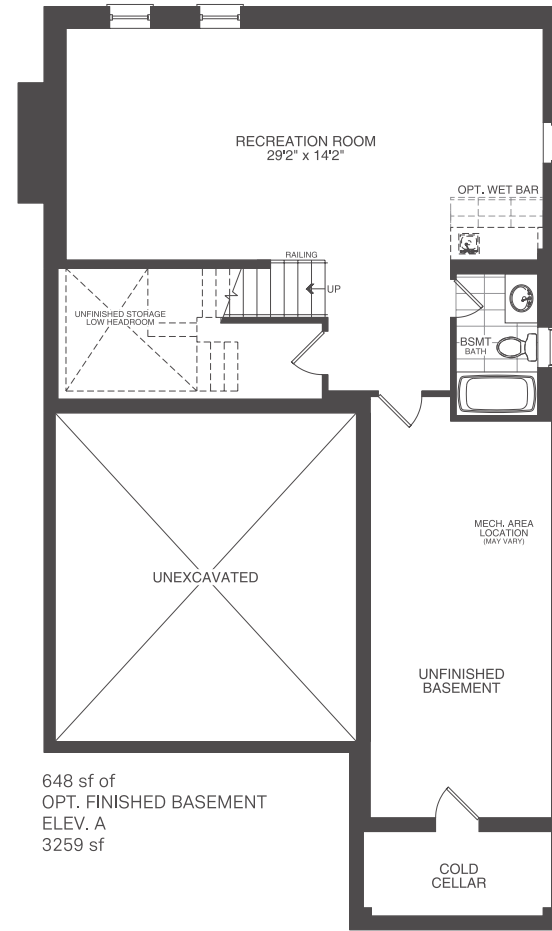 RECREATION ROOM
29'2" x 14'2"
OPT. WET BAR
RAILING
UP
UNFINISHED STORAGE
LOW HEADROOM
BSMT
BATH
MECH. AREA
LOCATION
(MAY VARY)
UNEXCAVATED
UNFINISHED
BASEMENT
648 sf of
OPT. FINISHED BASEMENT
ELEV. A
3259 sf
COLD
CELLAR